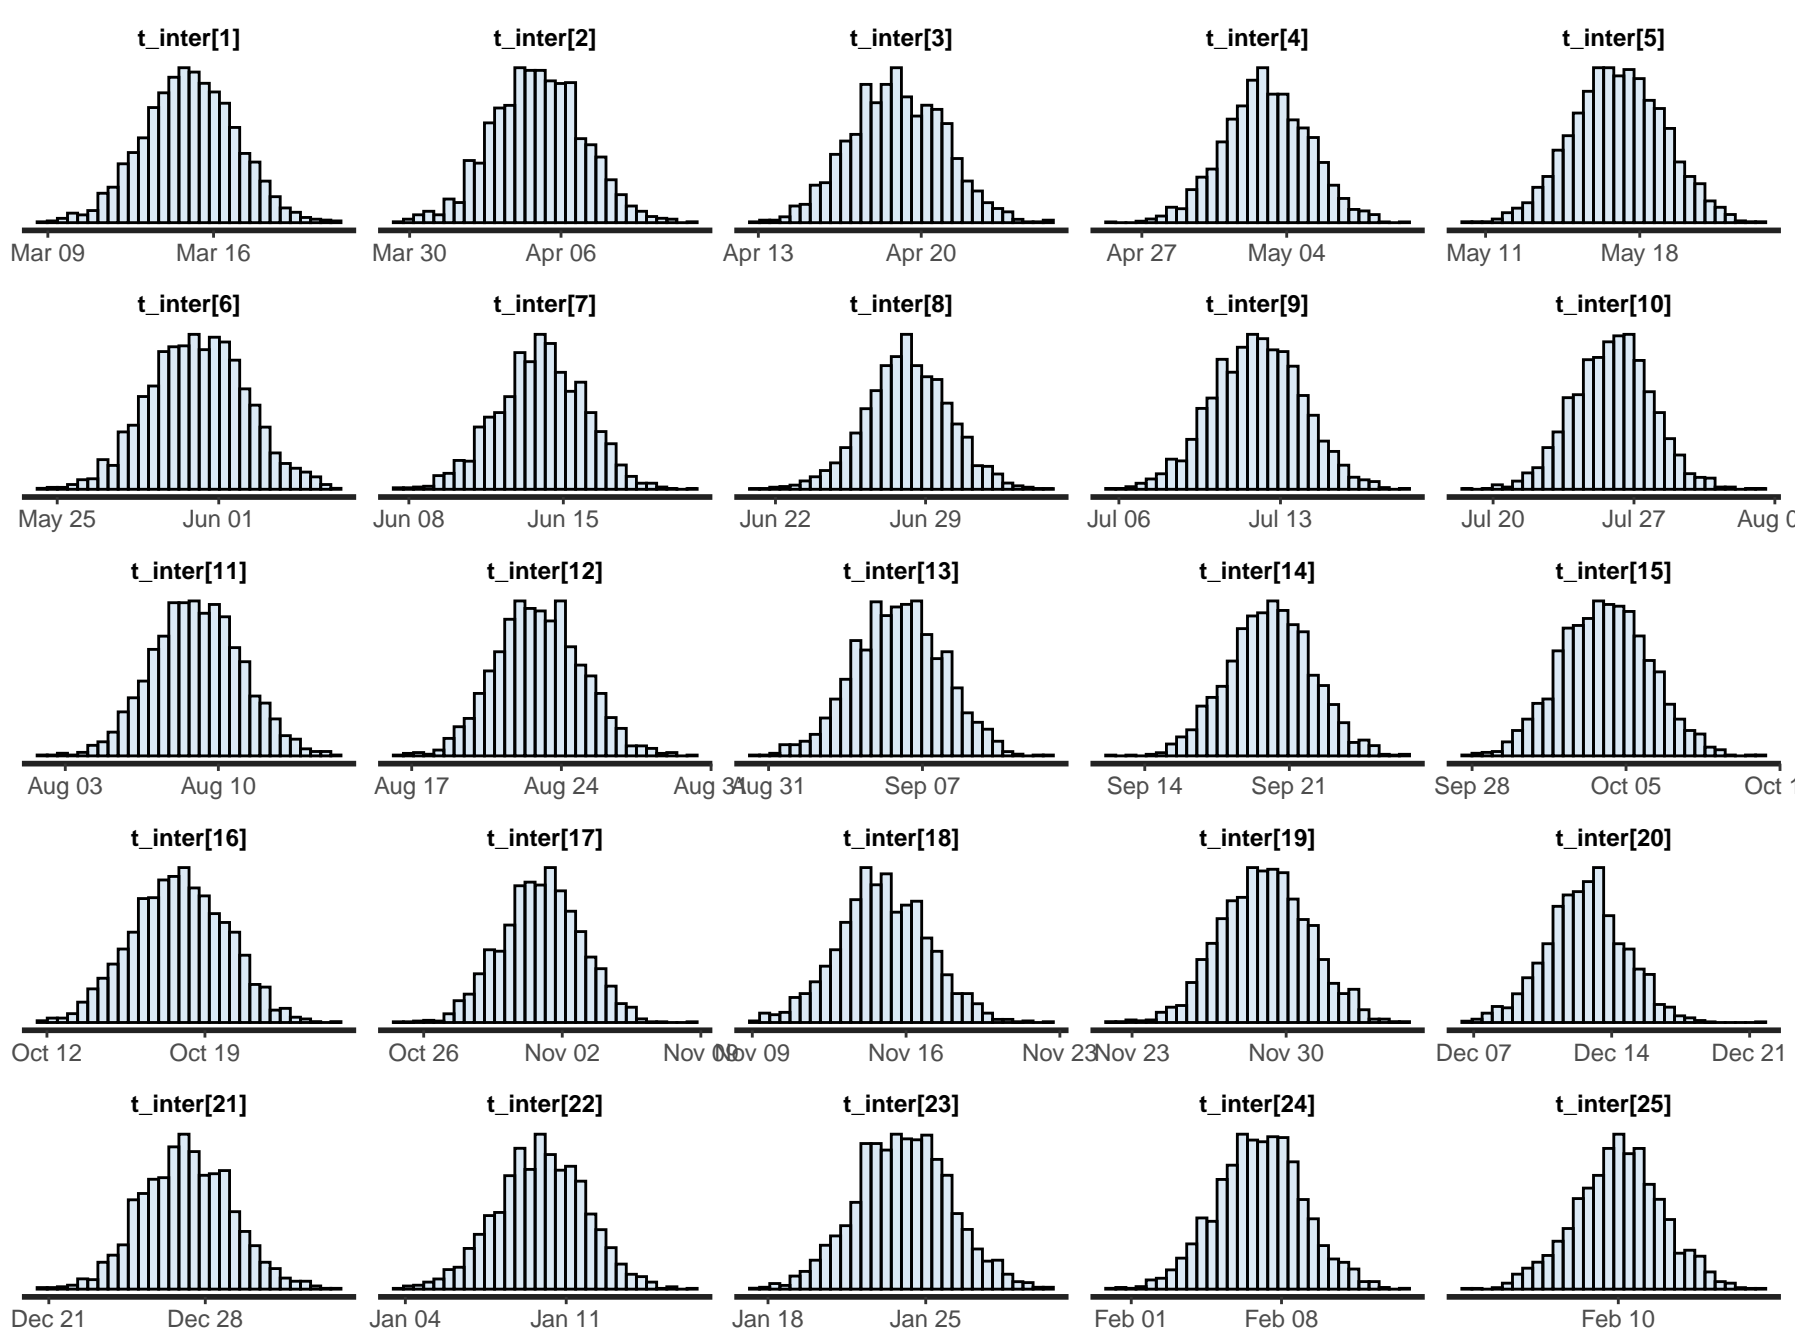 t_inter[1] t_inter[2] t_inter[3] t_inter[4] t_inter[5]
Mar 09 Mar 16 Mar 30 Apr 06 Apr 13 Apr 20 Apr 27 May 04 May 11 May 18
t_inter[6] t_inter[7] t_inter[8] t_inter[9] t_inter[10]
May 25 Jun 01 Jun 08 Jun 15 Jun 22 Jun 29 Jul 06 Jul 13 Jul 20 Jul 27 Aug 0
t_inter[11] t_inter[12] t_inter[13] t_inter[14] t_inter[15]
Aug 03 Aug 10 Aug 17 Aug 24 Aug 31 Aug 31 Sep 07 Sep 14 Sep 21 Sep 28 Oct 05 Oct 1
t_inter[16] t_inter[17] t_inter[18] t_inter[19] t_inter[20]
Oct 12 Oct 19 Oct 26 Nov 02 Nov 09 Nov 09 Nov 16 Nov 23 Nov 23 Nov 30 Dec 07 Dec 14 Dec 21
t_inter[21] t_inter[22] t_inter[23] t_inter[24] t_inter[25]
Dec 21 Dec 28 Jan 04 Jan 11 Jan 18 Jan 25 Feb 01 Feb 08 Feb 10